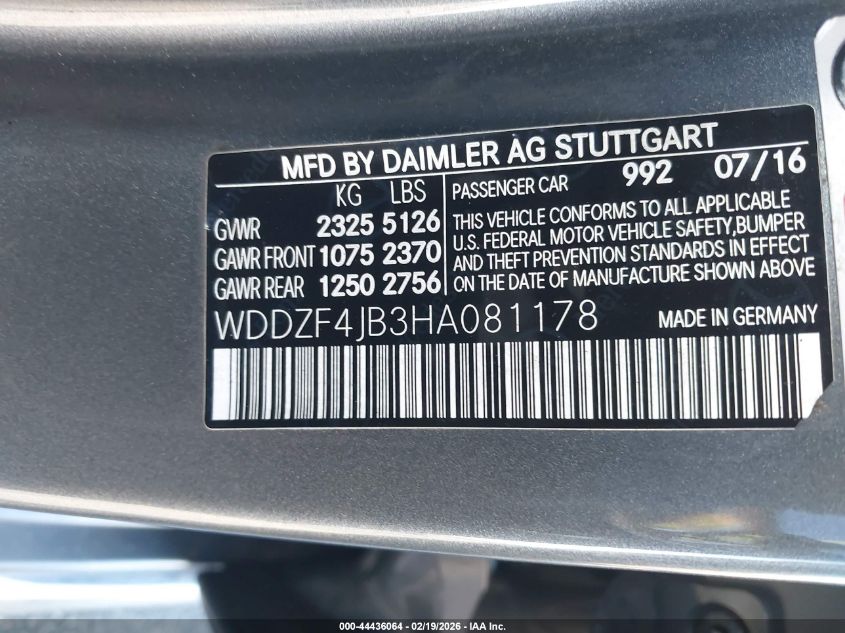 MFD BY DAIMLER AG STUTTGART
992 07/16
KG LBS
GVWR 2325 5126
GAWR FRONT 1075 2370
GAWR REAR 1250 2756
PASSENGER CAR
THIS VEHICLE CONFORMS TO ALL APPLICABLE
U.S. FEDERAL MOTOR VEHICLE SAFETY,BUMPER
AND THEFT PREVENTION STANDARDS IN EFFECT
ON THE DATE OF MANUFACTURE SHOWN ABOVE
WDDZF4JB3HA081178 MADE IN GERMANY
000-44436064 - 02/19/2026 - IAA Inc.